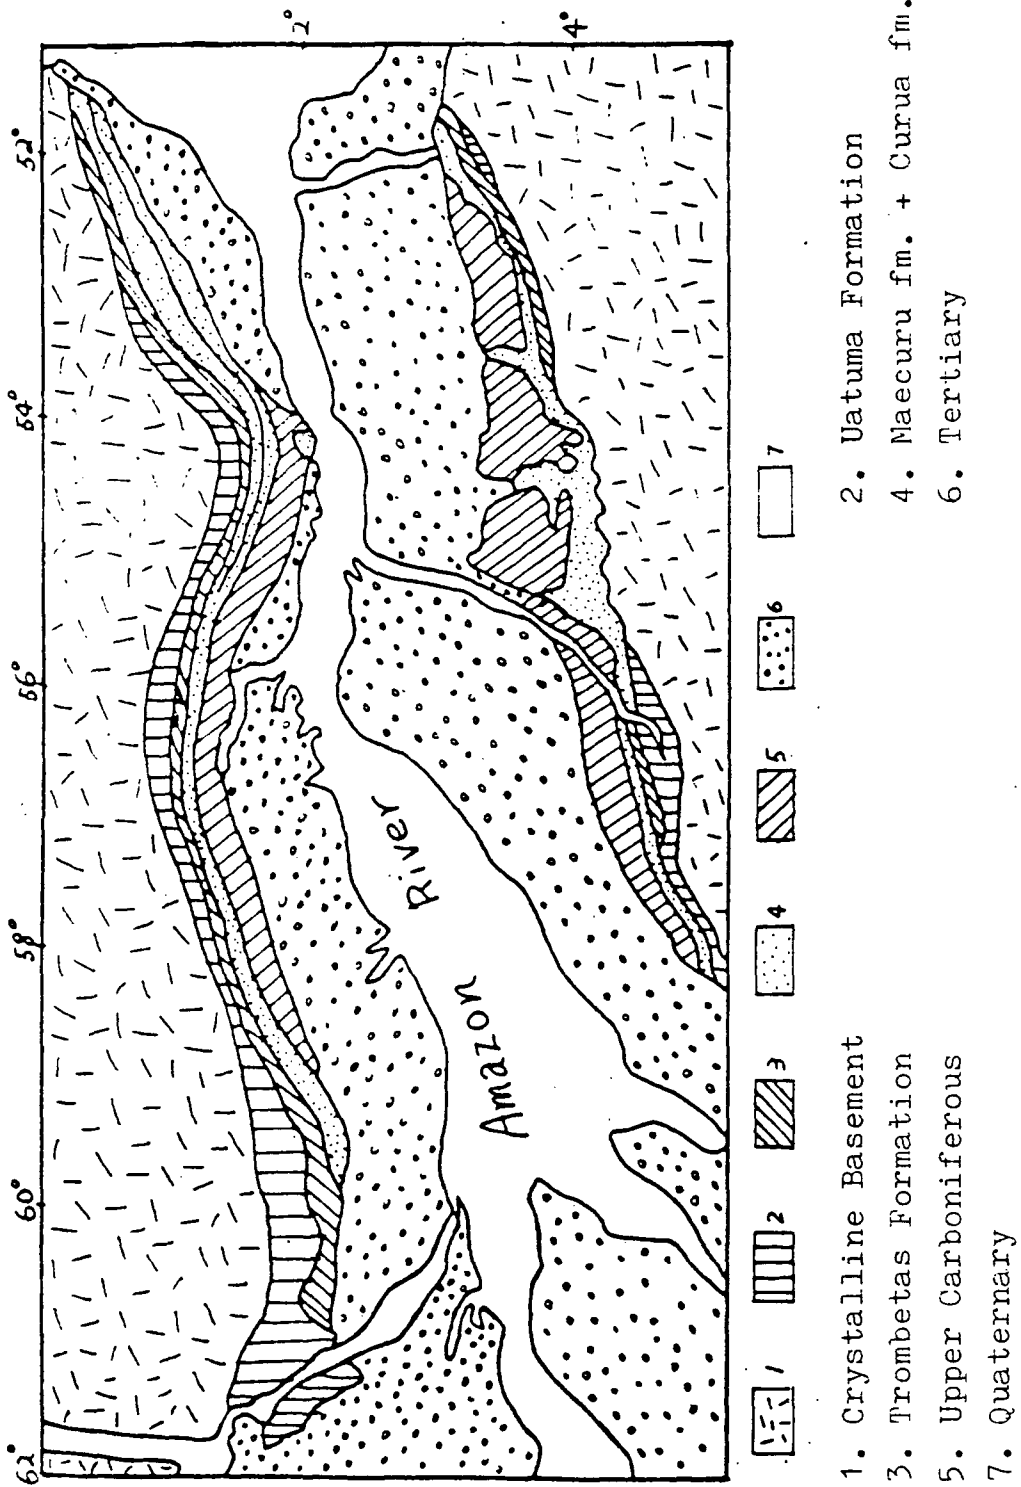 62° 60° 58° 56° 54° 52°
2°
4°
Amazon River
1 2 3 4 5 6 7
1. Crystalline Basement 2. Uatuma Formation
3. Trombetas Formation 4. Maecuru fm. + Curua fm.
5. Upper Carboniferous 6. Tertiary
7. Quaternary